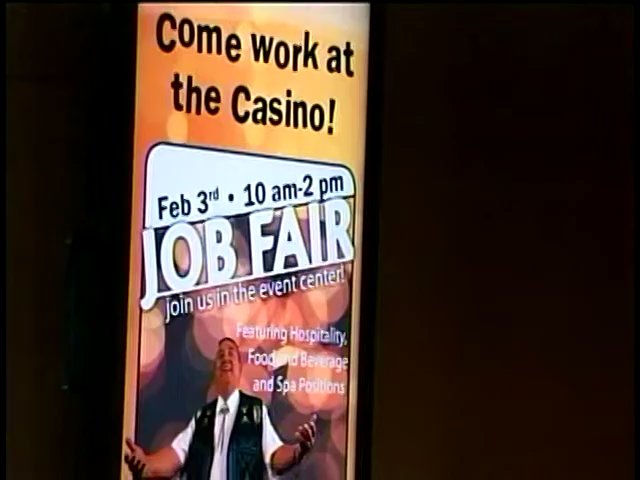 Come work at
the Casino!
Feb 3rd • 10 am-2 pm
JOB FAIR
join us in the event center!
Featuring Hospitality,
Food and Beverage
and Spa Positions